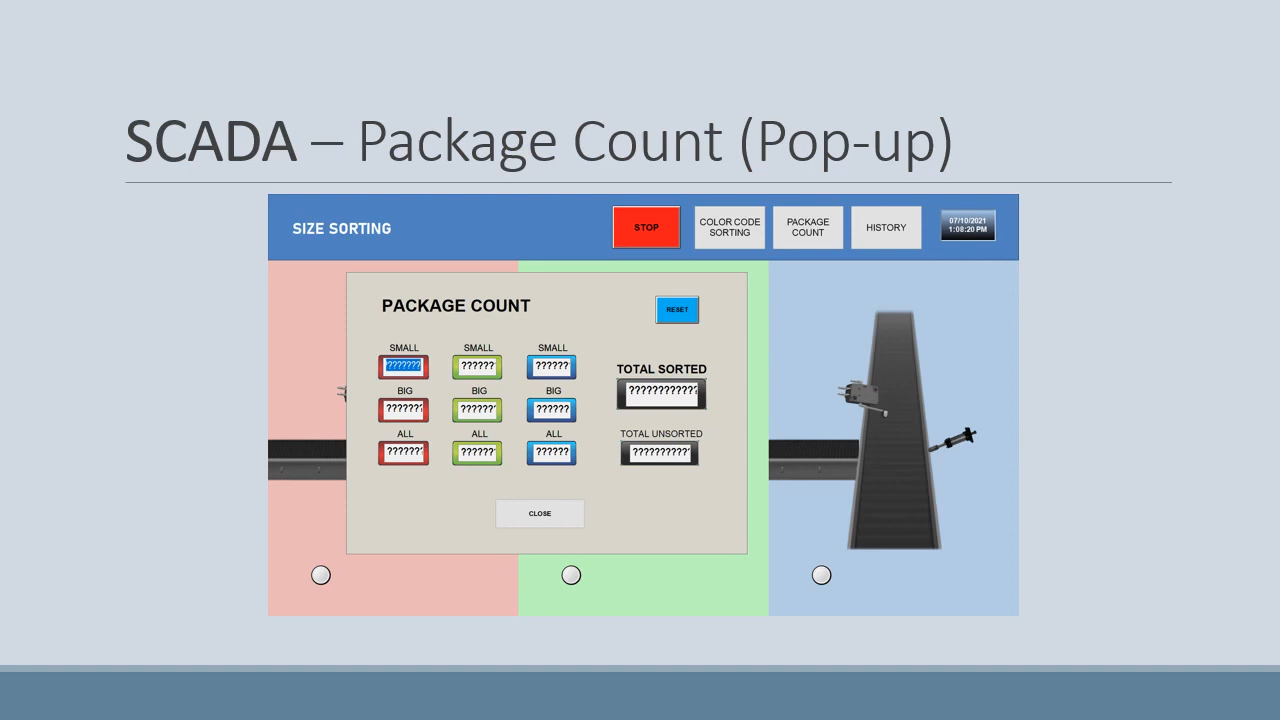 SCADA – Package Count (Pop-up)
SIZE SORTING
STOP
COLOR CODE
SORTING
PACKAGE
COUNT
HISTORY
07/10/2021
1:08:20 PM
PACKAGE COUNT
RESET
SMALL SMALL SMALL
??????? ?????? ??????
BIG BIG BIG
??????? ?????? ??????
ALL ALL ALL
??????? ?????? ??????
TOTAL SORTED
????????????
TOTAL UNSORTED
??????????
CLOSE